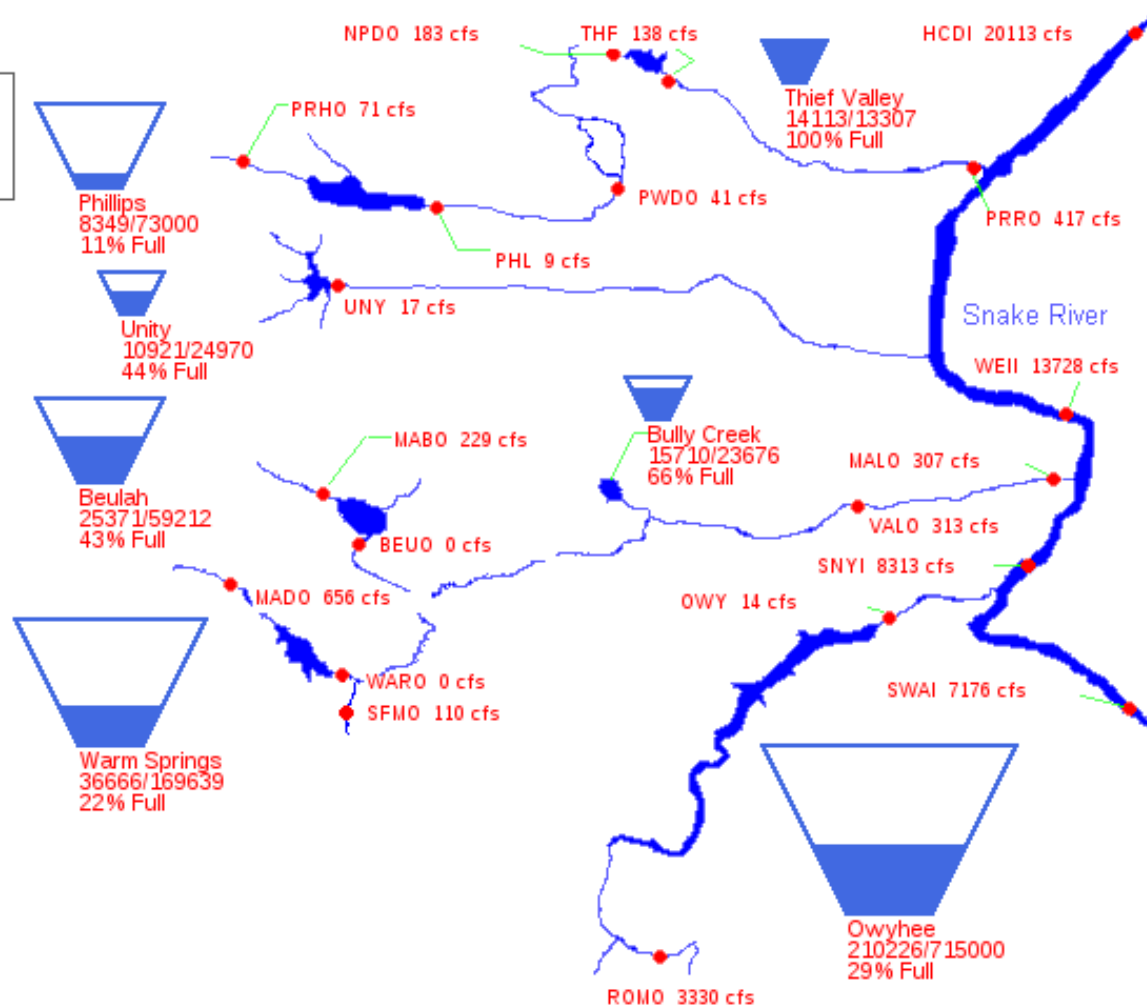 NPDO 183 cfs
THF 138 cfs
HCDI 20113 cfs
Thief Valley
14113/13307
100% Full
PRHO 71 cfs
Phillips
8349/73000
11% Full
PWDO 41 cfs
PRRO 417 cfs
PHL 9 cfs
UNY 17 cfs
Unity
10921/24970
44% Full
Snake River
WEII 13728 cfs
MABO 229 cfs
Bully Creek
15710/23676
66% Full
MALO 307 cfs
Beulah
25371/59212
43% Full
VALO 313 cfs
BEUO 0 cfs
SNYI 8313 cfs
MADO 656 cfs
OWY 14 cfs
WARO 0 cfs
SFMO 110 cfs
SWAI 7176 cfs
Warm Springs
36666/169639
22% Full
Owyhee
210226/715000
29% Full
ROMO 3330 cfs